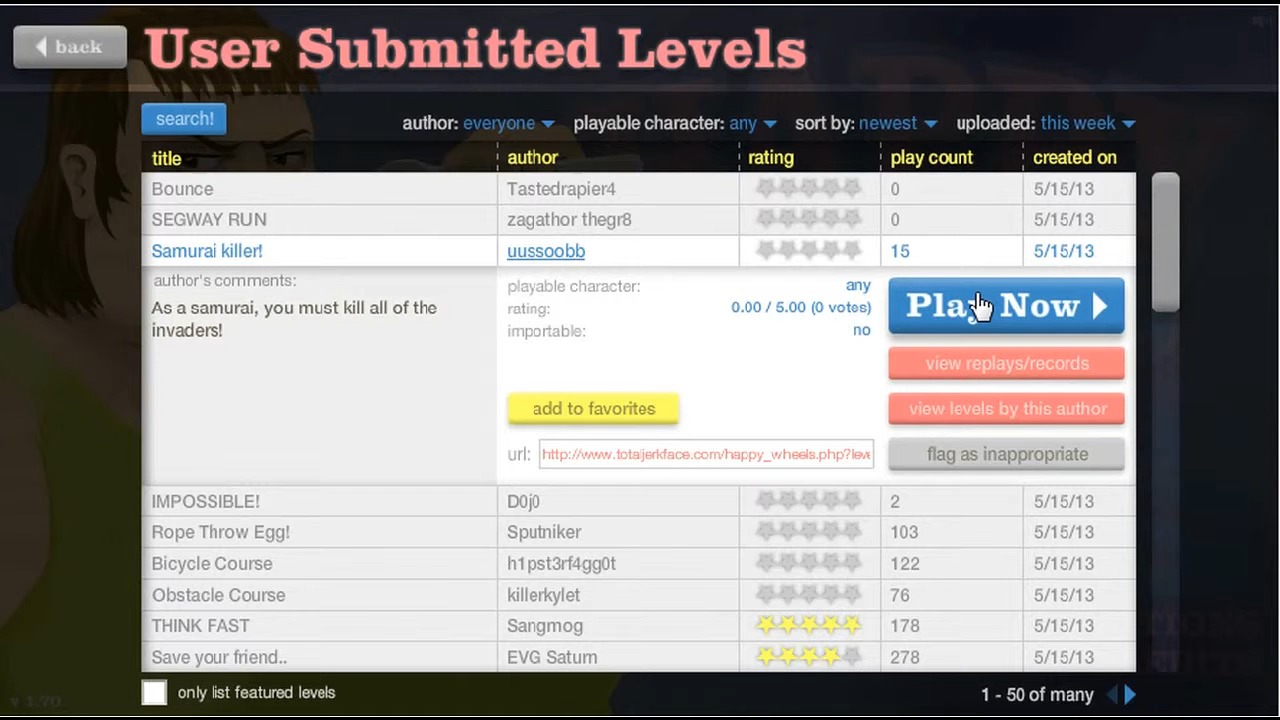 back
User Submitted Levels
search!
author: everyone playable character: any sort by: newest uploaded: this week
title author rating play count created on
Bounce Tastedrapier4 0 5/15/13
SEGWAY RUN zagathor thegr8 0 5/15/13
Samurai killer! uussoobb 15 5/15/13
author's comments:
As a samurai, you must kill all of the
invaders!
playable character: any
rating: 0.00 / 5.00 (0 votes)
importable: no
add to favorites
url: http://www.totaljerkface.com/happy_wheels.php?leve
Play Now
view replays/records
view levels by this author
flag as inappropriate
IMPOSSIBLE! D0j0 2 5/15/13
Rope Throw Egg! Sputniker 103 5/15/13
Bicycle Course h1pst3rf4gg0t 122 5/15/13
Obstacle Course killerkylet 76 5/15/13
THINK FAST Sangmog 178 5/15/13
Save your friend.. EVG Saturn 278 5/15/13
only list featured levels
1 - 50 of many
v 1.70